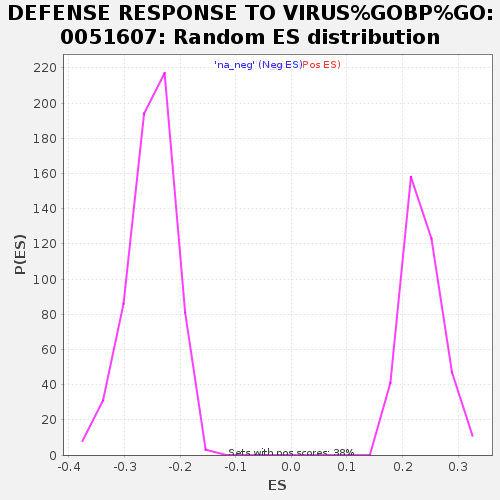 DEFENSE RESPONSE TO VIRUS%GOBP%GO:
0051607: Random ES distribution
'na_neg' (Neg ES) Pos ES)
220
200
180
160
140
120
100
80
60
40
20
0
P(ES)
Sets with pos scores: 38%
-0.4 -0.3 -0.2 -0.1 0.0 0.1 0.2 0.3
ES